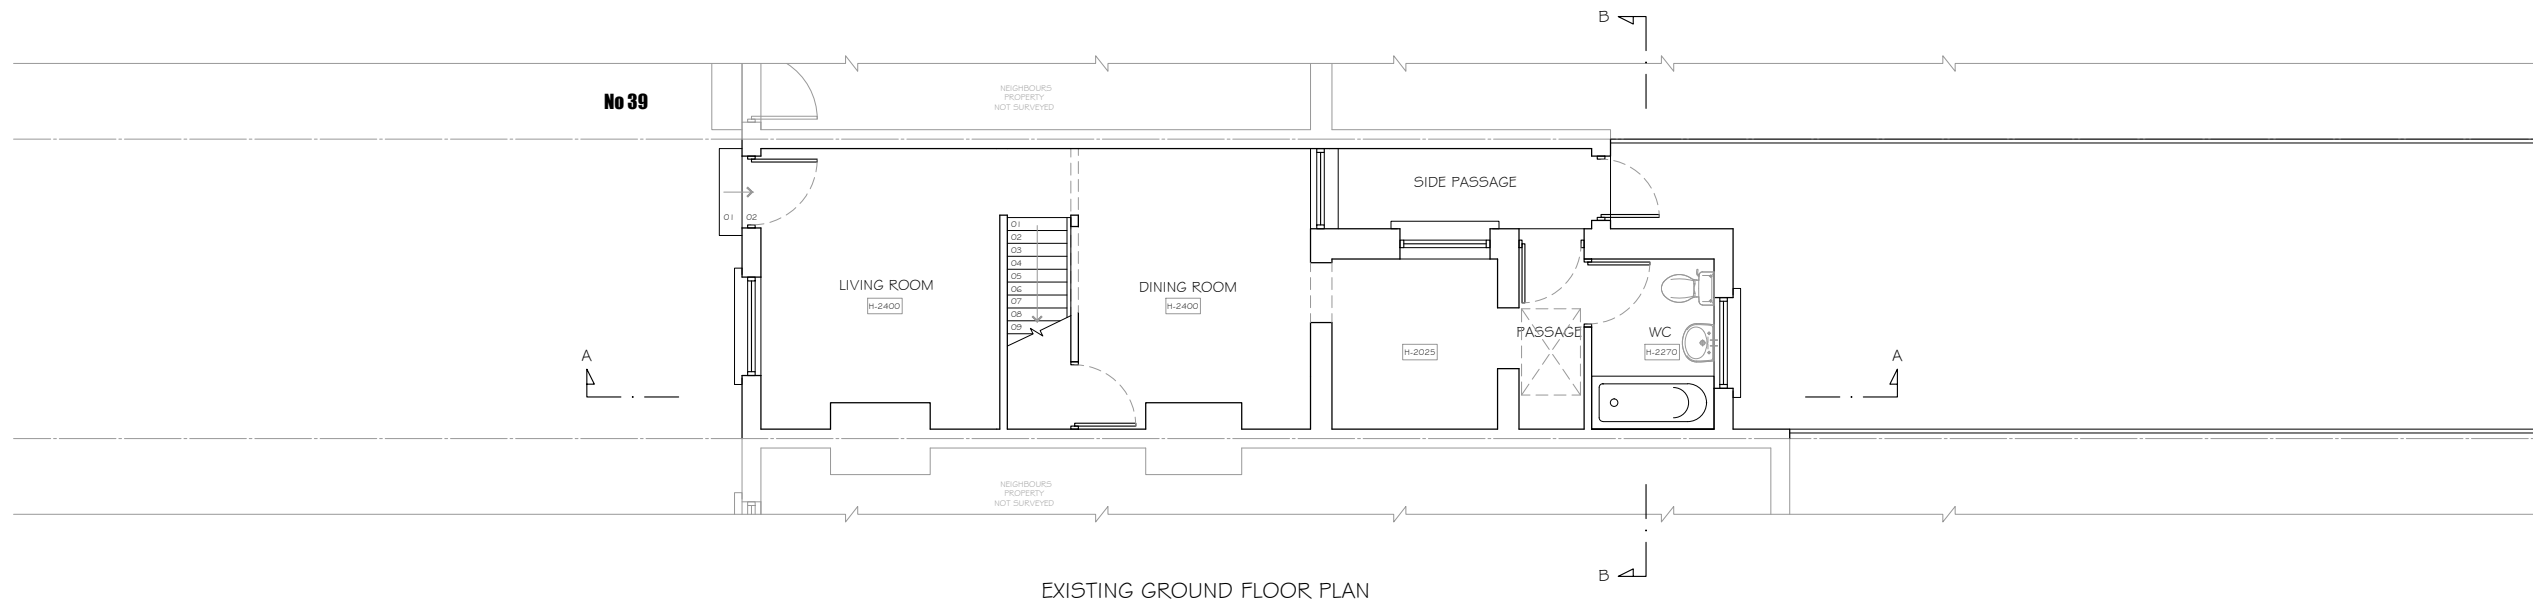 B
No 39
NEIGHBOURS
PROPERTY
NOT SURVEYED
SIDE PASSAGE
01 02
01
02
03
04
05
06
07
08
09
LIVING ROOM
H-2400
DINING ROOM
H-2400
PASSAGE
WC
H-2025
H-2270
A
A
NEIGHBOURS
PROPERTY
NOT SURVEYED
B
EXISTING GROUND FLOOR PLAN